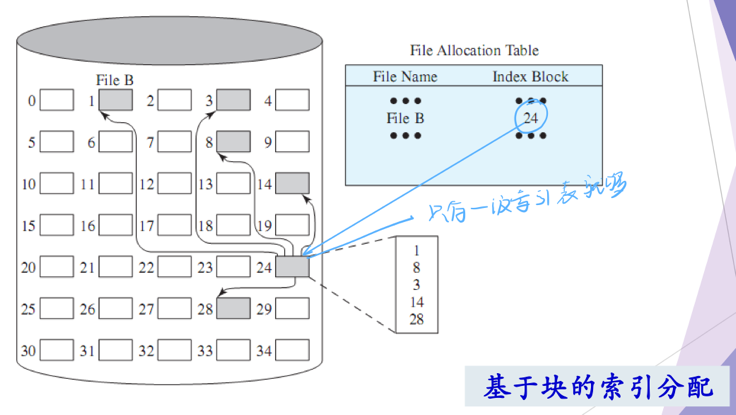 File Allocation Table
File Name Index Block
••• •••
File B 24
••• •••
File B
0 1 2 3 4
5 6 7 8 9
10 11 12 13 14
15 16 17 18 19
20 21 22 23 24
25 26 27 28 29
30 31 32 33 34
只有一级索引表就够
1
8
3
14
28
基于块的索引分配